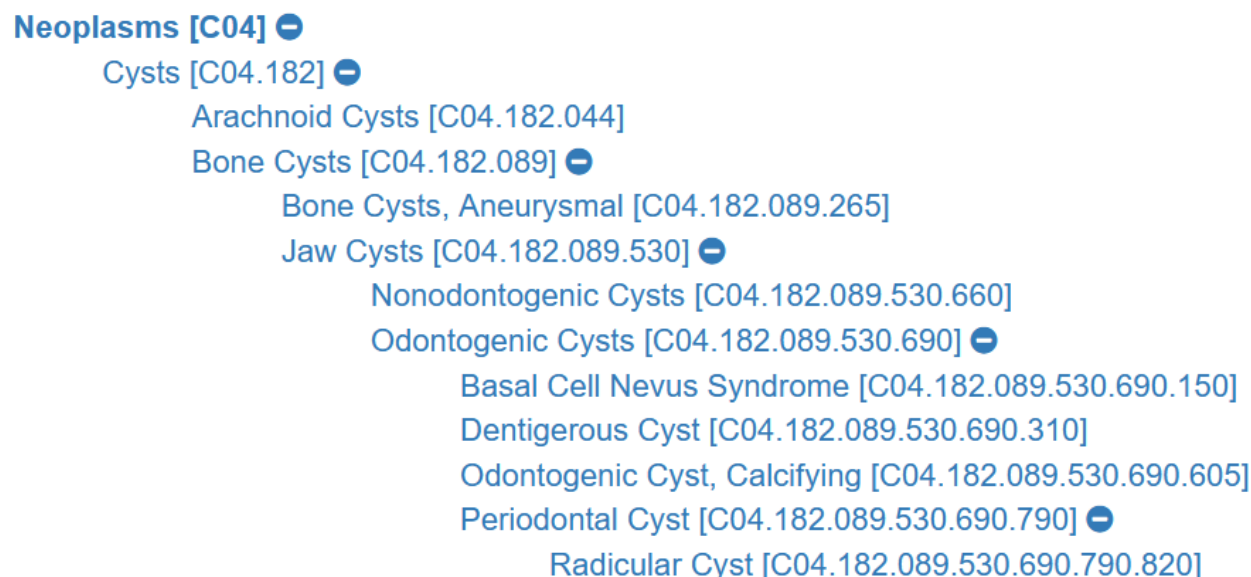 Neoplasms [C04]
Cysts [C04.182]
Arachnoid Cysts [C04.182.044]
Bone Cysts [C04.182.089]
Bone Cysts, Aneurysmal [C04.182.089.265]
Jaw Cysts [C04.182.089.530]
Nonodontogenic Cysts [C04.182.089.530.660]
Odontogenic Cysts [C04.182.089.530.690]
Basal Cell Nevus Syndrome [C04.182.089.530.690.150]
Dentigerous Cyst [C04.182.089.530.690.310]
Odontogenic Cyst, Calcifying [C04.182.089.530.690.605]
Periodontal Cyst [C04.182.089.530.690.790]
Radicular Cyst [C04.182.089.530.690.790.820]